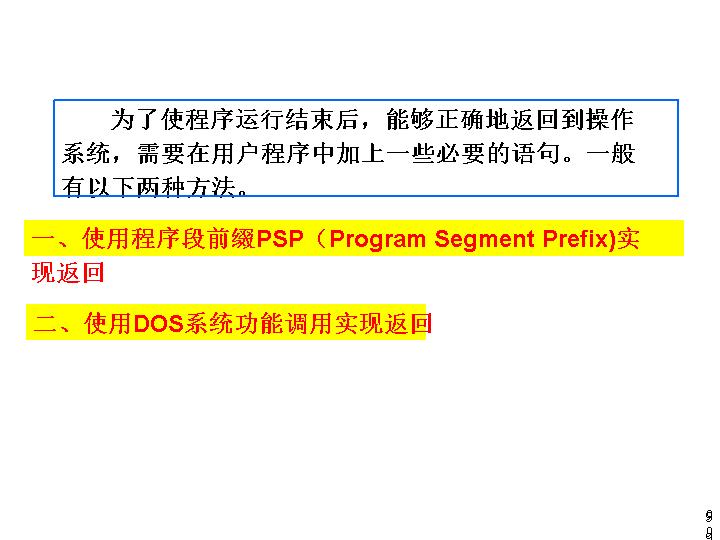 为了使程序运行结束后，能够正确地返回到操作
系统，需要在用户程序中加上一些必要的语句。一般
有以下两种方法。
一、使用程序段前缀PSP（Program Segment Prefix)实
现返回
二、使用DOS系统功能调用实现返回